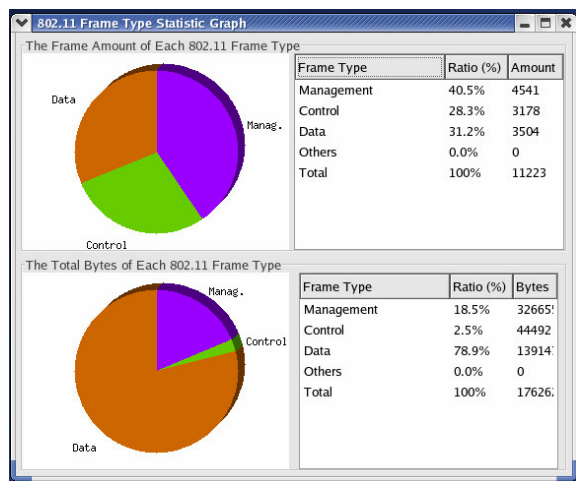 802.11 Frame Type Statistic Graph
The Frame Amount of Each 802.11 Frame Type
Data
Manag.
Control
Frame Type Ratio (%) Amount
Management 40.5% 4541
Control 28.3% 3178
Data 31.2% 3504
Others 0.0% 0
Total 100% 11223
The Total Bytes of Each 802.11 Frame Type
Manag.
Control
Data
Frame Type Ratio (%) Bytes
Management 18.5%
Control 2.5% 44492
Data 78.9%
Others 0.0% 0
Total 100%